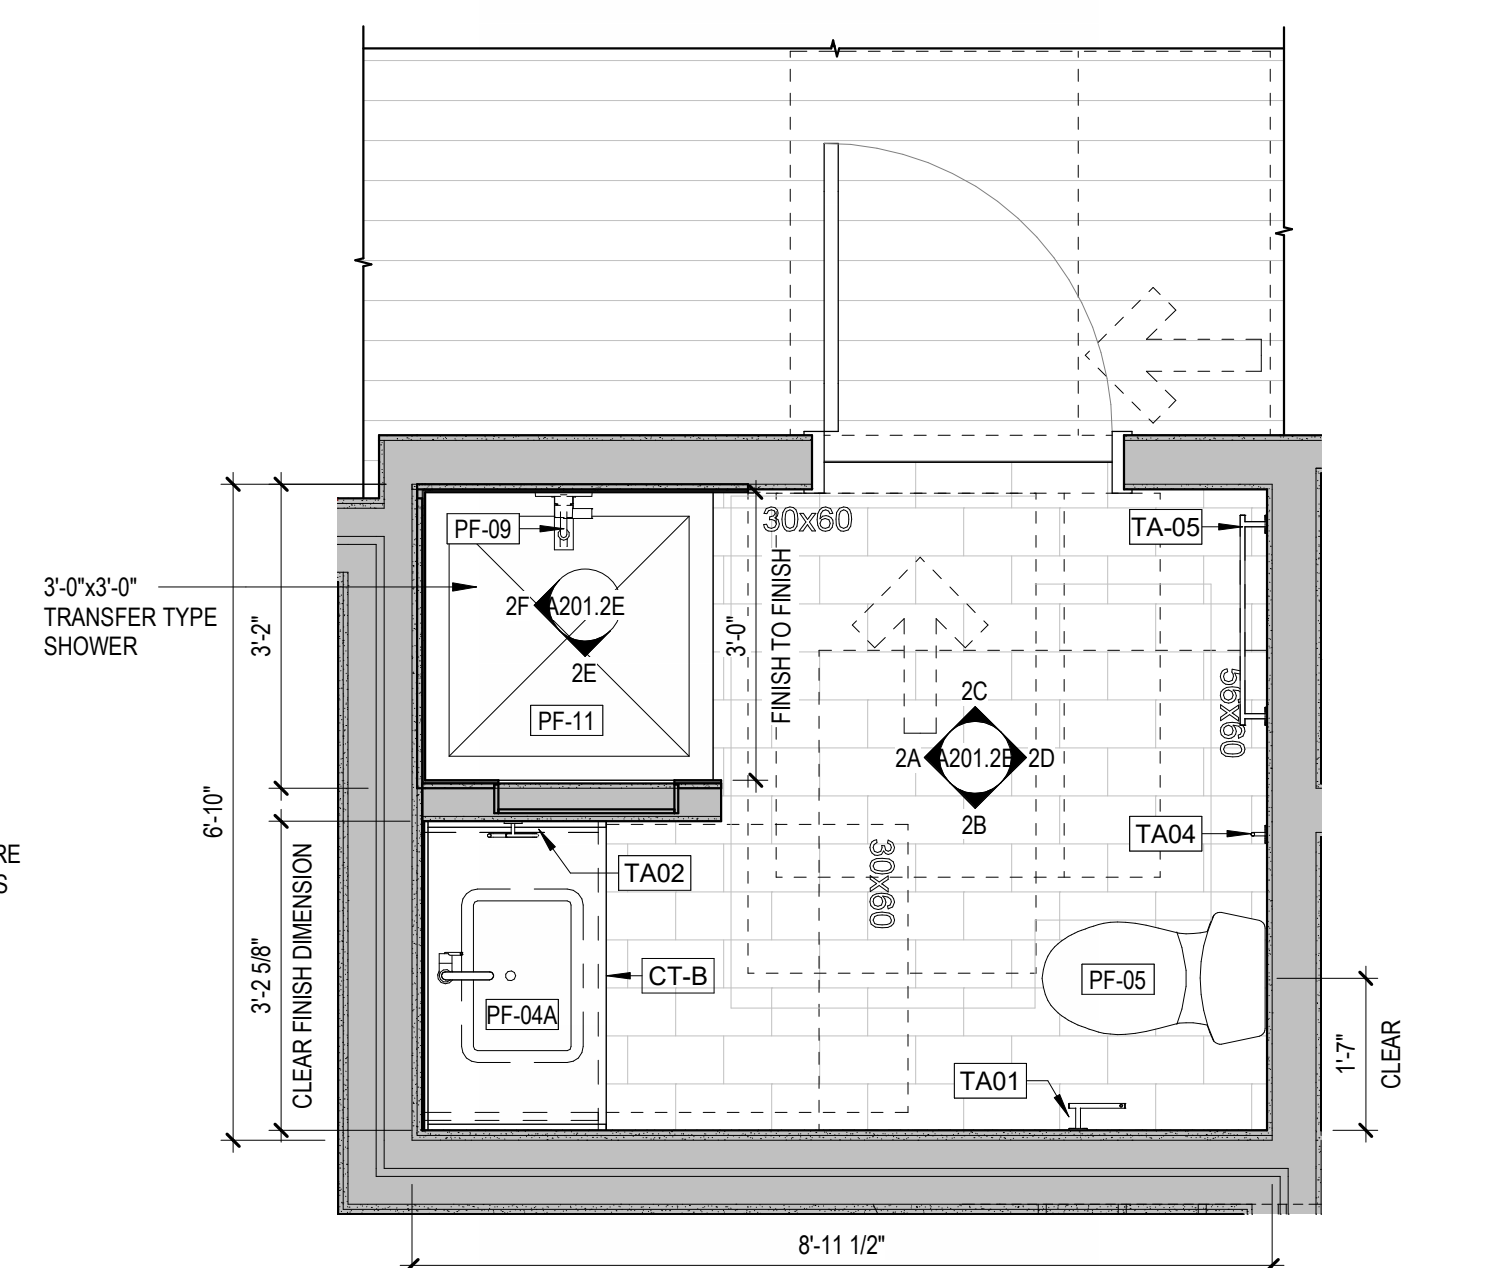 30x60
PF-09
TA-05
3'-0"x3'-0"
TRANSFER TYPE
SHOWER
2F
A201.2E
2E
PF-11
3'-2"
3'-0"
FINISH TO FINISH
56x60
2C
2A
A201.2E
2D
2B
6'-10"
TA04
RE
S
TA02
30x60
CLEAR FINISH DIMENSION
3'-2 5/8"
CT-B
PF-04A
PF-05
TA01
1'-7"
CLEAR
8'-11 1/2"